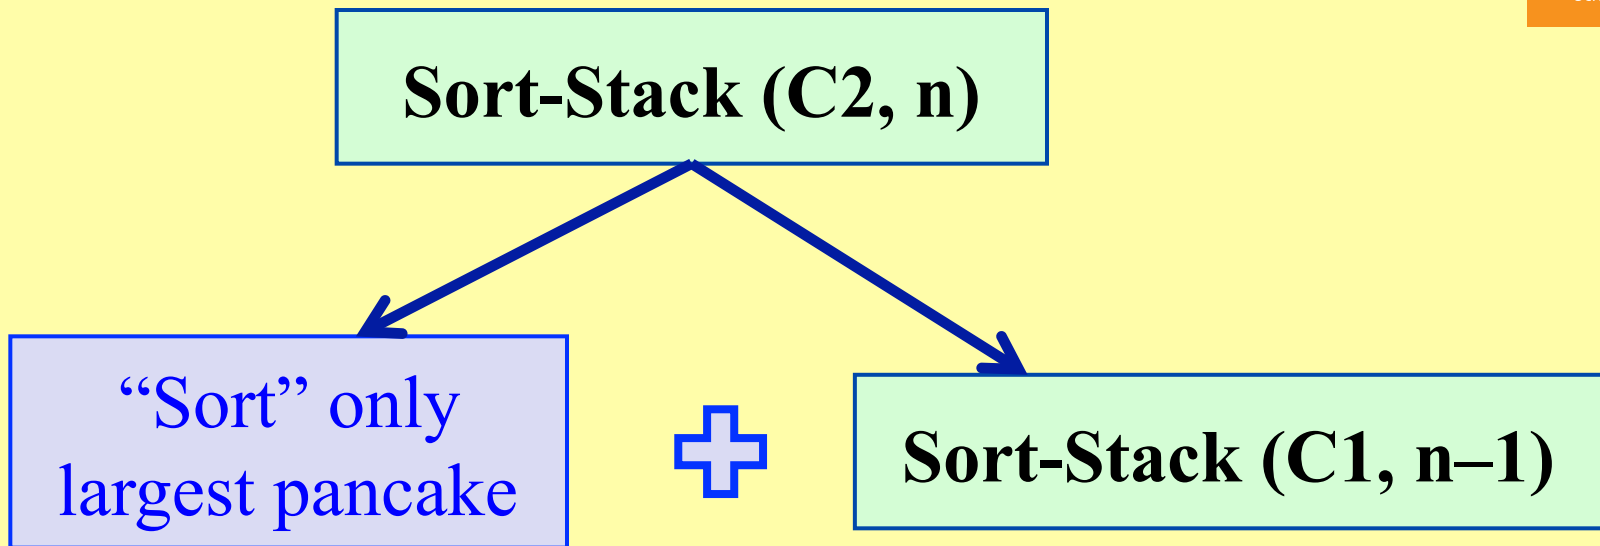 Sort-Stack (C2, n)
“Sort” only
largest pancake
Sort-Stack (C1, n–1)